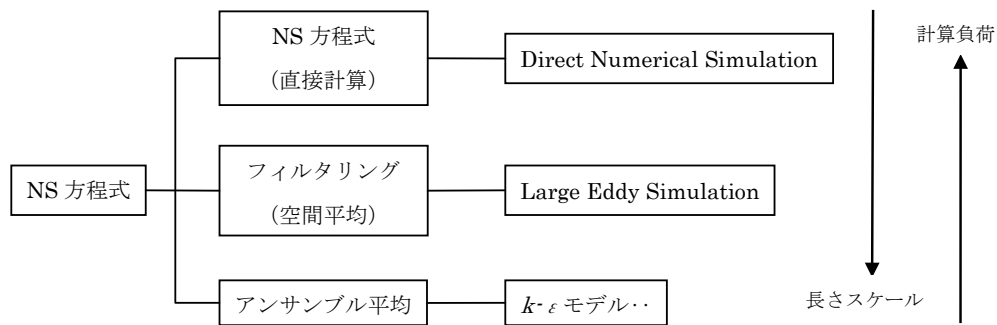 NS 方程式
(直接計算)
Direct Numerical Simulation
計算負荷
NS 方程式
フィルタリング
(空間平均)
Large Eddy Simulation
アンサンブル平均
k-εモデル‥
長さスケール